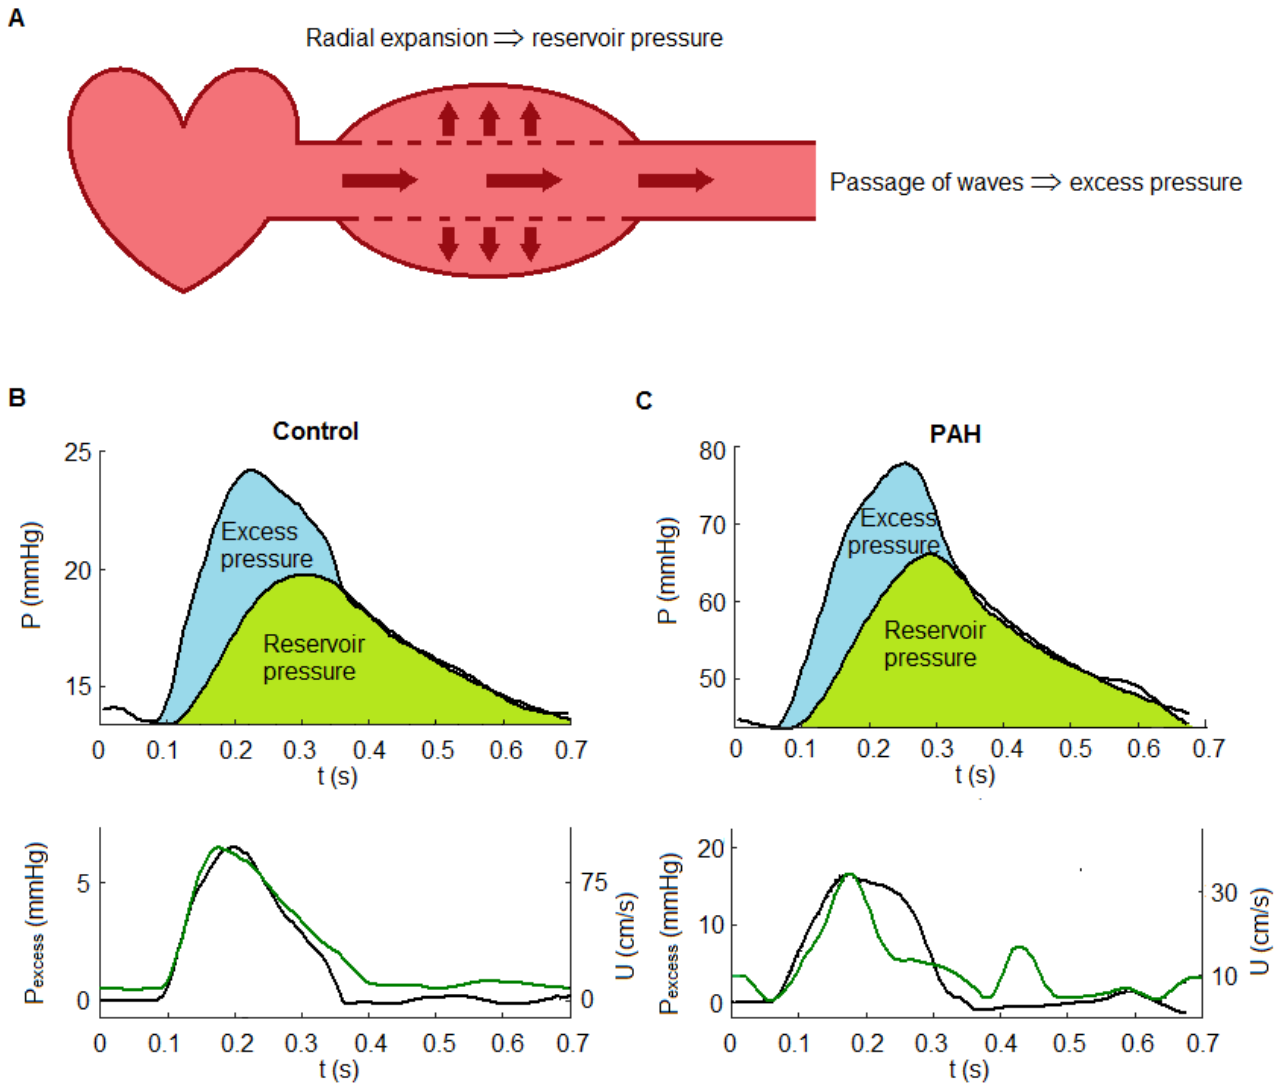 A
Radial expansion ⇒ reservoir pressure
Passage of waves ⇒ excess pressure
B
Control
25
20
15
P (mmHg)
Excess
pressure
Reservoir
pressure
0 0.1 0.2 0.3 0.4 0.5 0.6 0.7
t (s)
5
0
Pexcess (mmHg)
75
0
U (cm/s)
0 0.1 0.2 0.3 0.4 0.5 0.6 0.7
t (s)
C
PAH
80
70
60
50
P (mmHg)
Excess
pressure
Reservoir
pressure
0 0.1 0.2 0.3 0.4 0.5 0.6 0.7
t (s)
20
10
0
Pexcess (mmHg)
30
10
U (cm/s)
0 0.1 0.2 0.3 0.4 0.5 0.6 0.7
t (s)